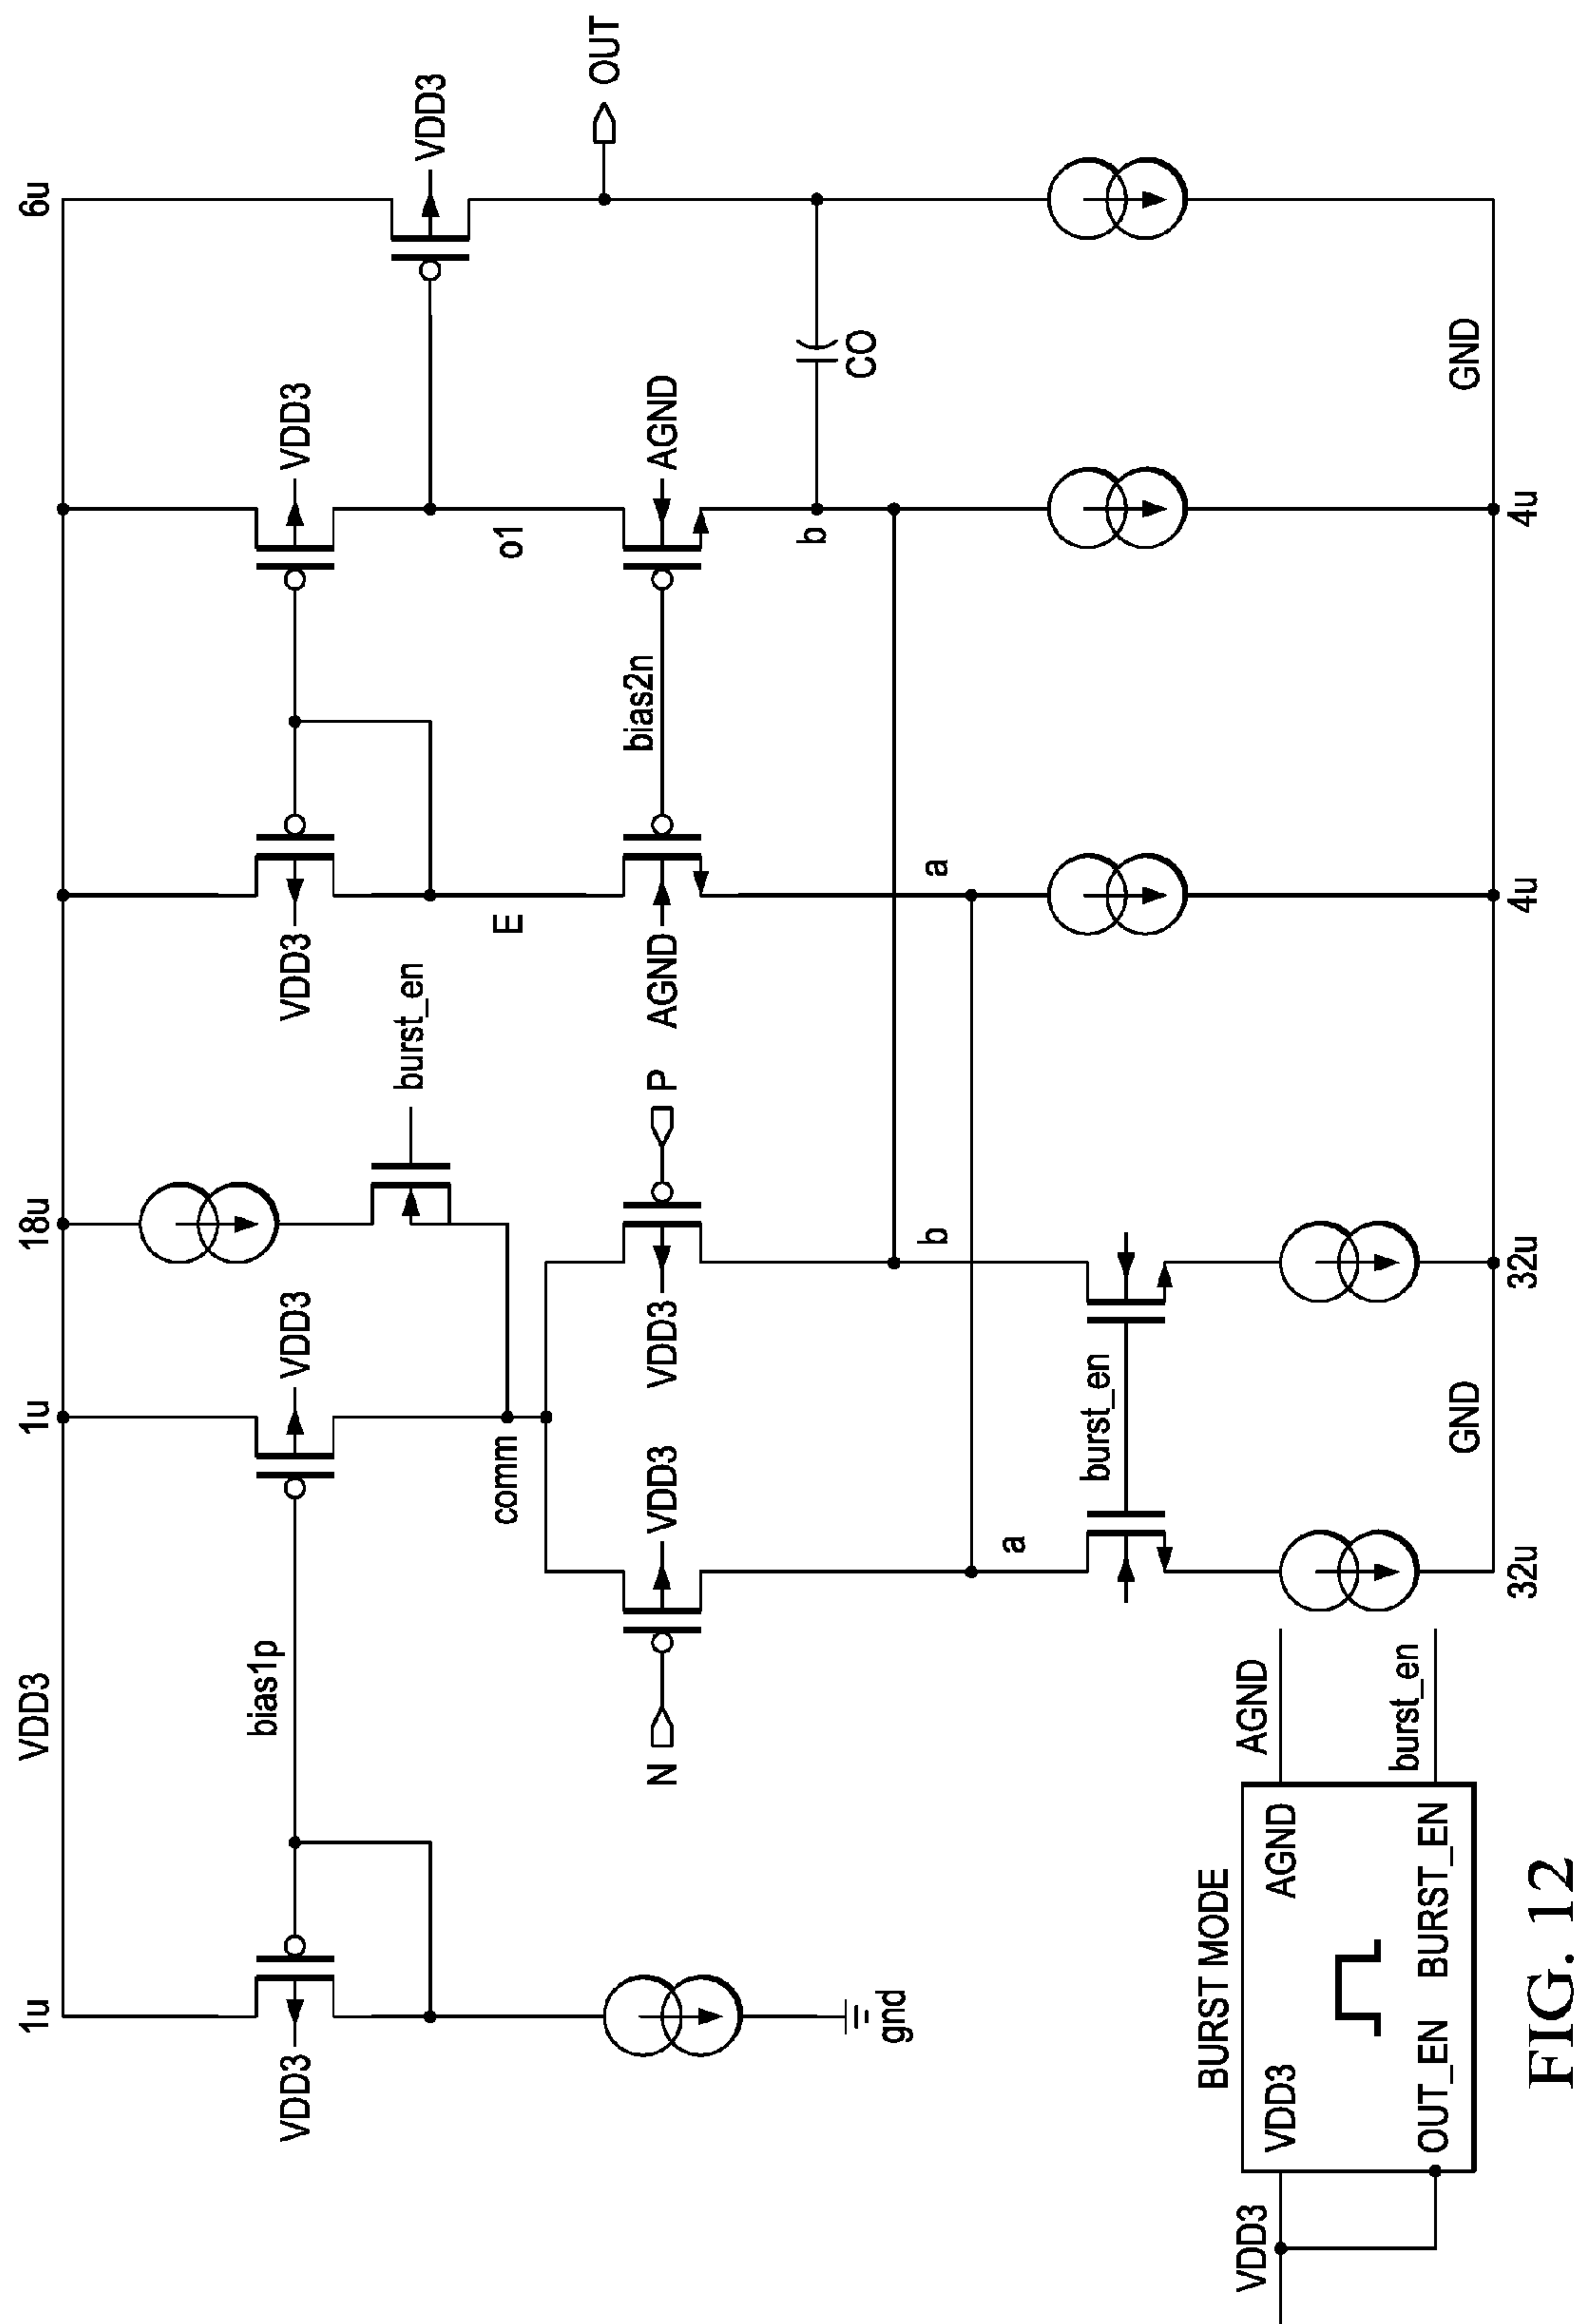 VDD3
1u
1u
18u
6u
bias1p
VDD3
VDD3
VDD3
VDD3
VDD3
burst_en
comm
E
o1
OUT
N
VDD3
VDD3
P
AGND
bias2n
AGND
b
a
b
CO
a
burst_en
GND
GND
gnd
32u
32u
4u
4u
BURST MODE
VDD3
VDD3
AGND
AGND
OUT_EN
BURST_EN
burst_en
FIG. 12